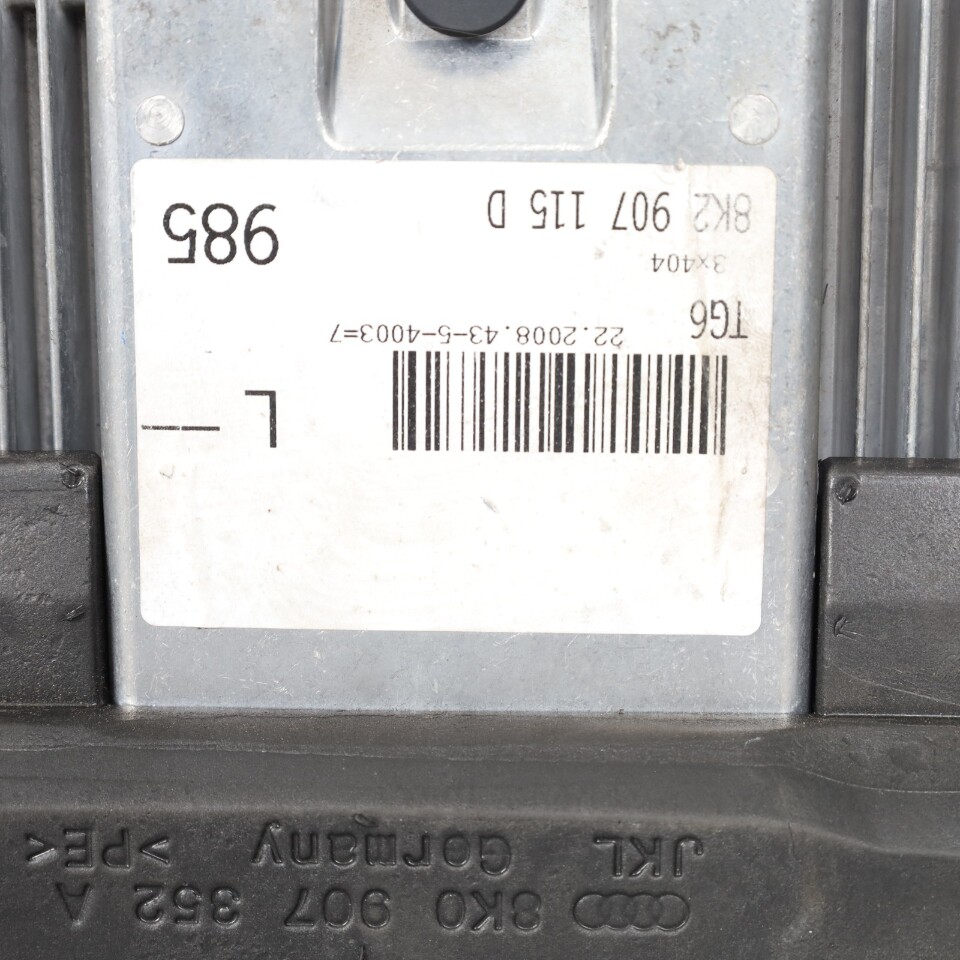 8K0 907 352 A
JKL Germany >PE<
L —
22.2008.43-5-4003=7
TG6
3x404
8K2 907 115 D
985